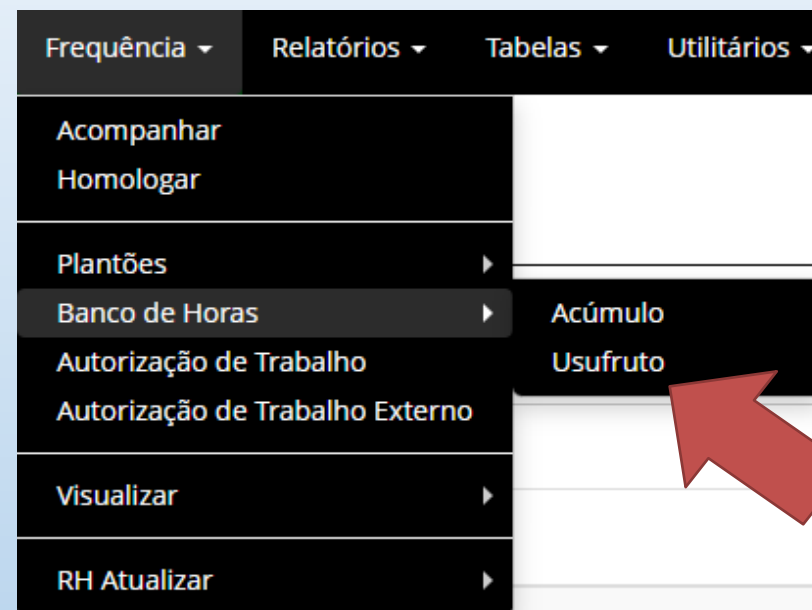 Frequência Relatórios Tabelas Utilitários
Acompanhar
Homologar
Plantões
Banco de Horas Acúmulo
Autorização de Trabalho Usufruto
Autorização de Trabalho Externo
Visualizar
RH Atualizar